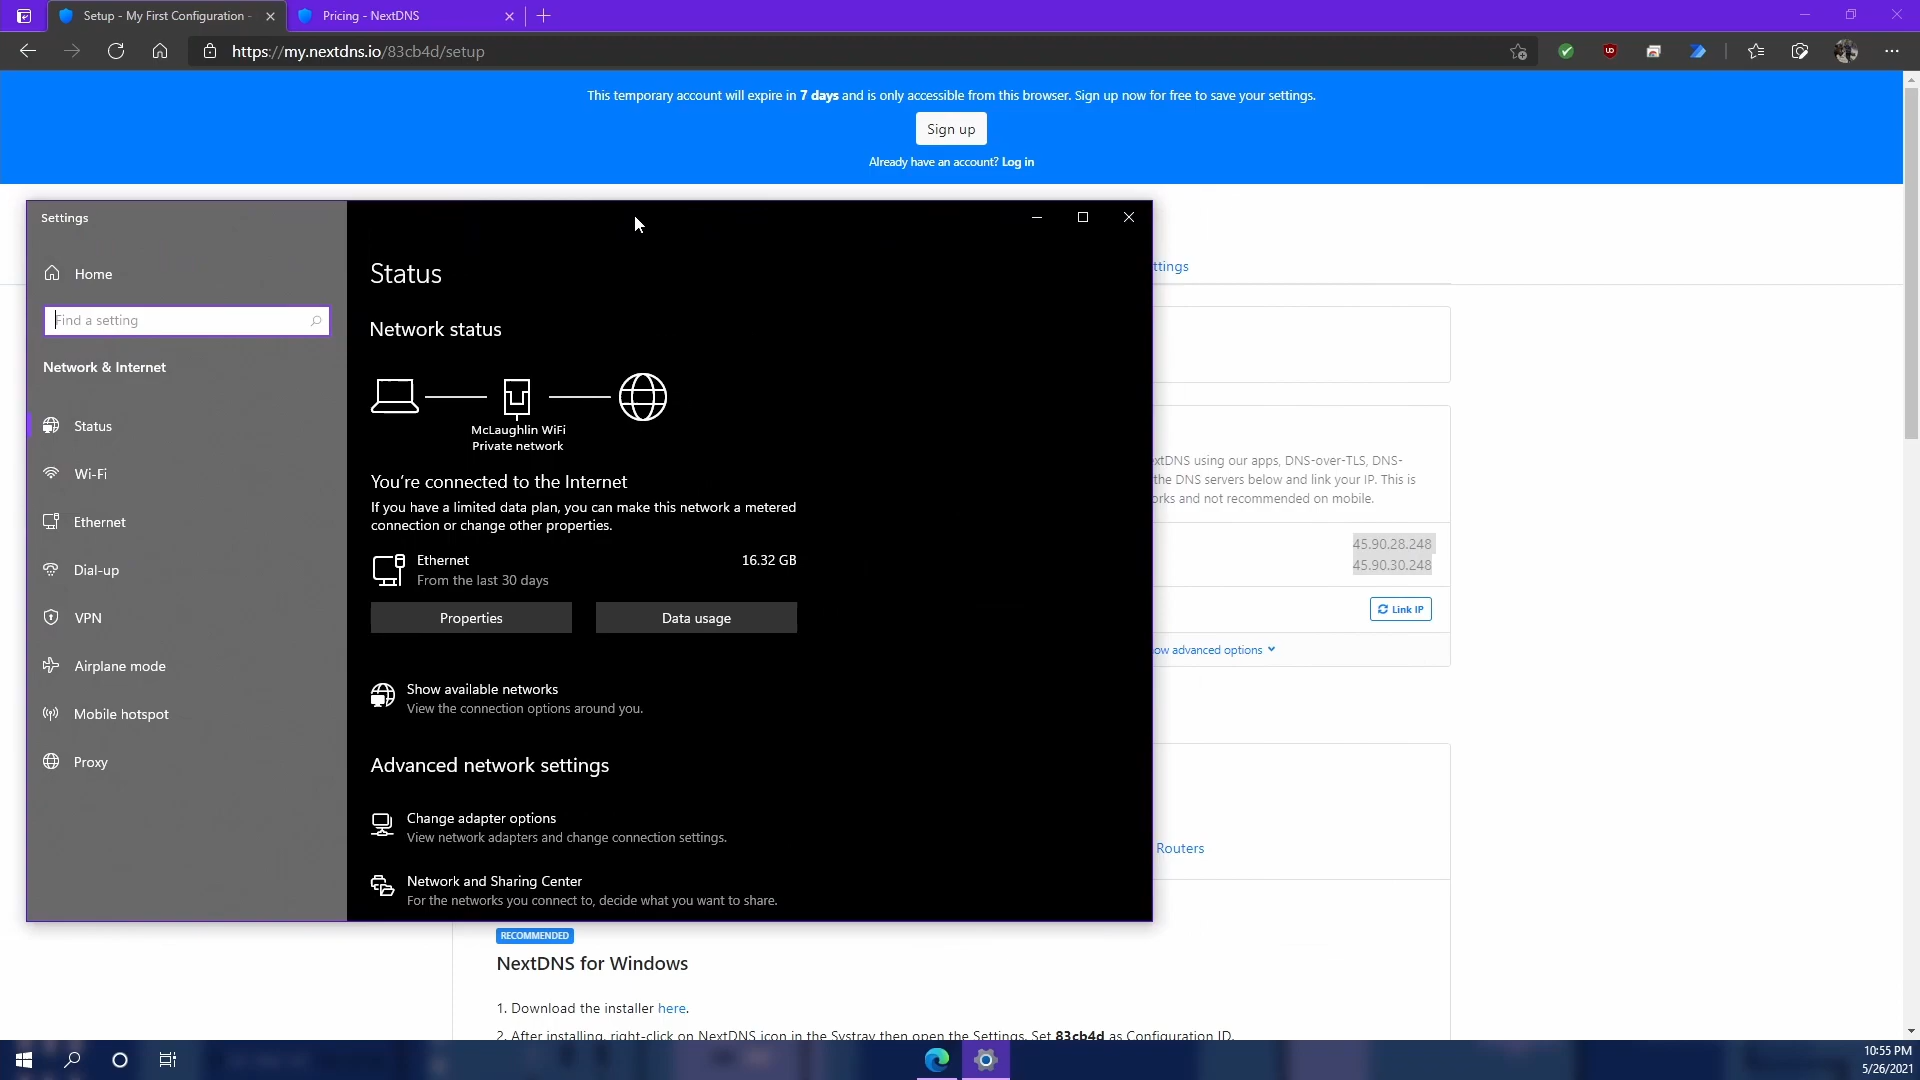 Setup - My First Configuration -
Pricing - NextDNS
https://my.nextdns.io/83cb4d/setup
This temporary account will expire in 7 days and is only accessible from this browser. Sign up now for free to save your settings.
Sign up
Already have an account? Log in
Settings
Home
Find a setting
Network & Internet
Status
Wi-Fi
Ethernet
Dial-up
VPN
Airplane mode
Mobile hotspot
Proxy
Status
Network status
McLaughlin WiFi
Private network
You're connected to the Internet
If you have a limited data plan, you can make this network a metered
connection or change other properties.
Ethernet
16.32 GB
From the last 30 days
Properties
Data usage
Show available networks
View the connection options around you.
Advanced network settings
Change adapter options
View network adapters and change connection settings.
Network and Sharing Center
For the networks you connect to, decide what you want to share.
ttings
extDNS using our apps, DNS-over-TLS, DNS-
the DNS servers below and link your IP. This is
orks and not recommended on mobile.
45.90.28.248
45.90.30.248
Link IP
ow advanced options
Routers
RECOMMENDED
NextDNS for Windows
1. Download the installer here.
2. After installing, right-click on NextDNS icon in the Systray then open the Settings. Set 83cb4d as Configuration ID.
10:55 PM
5/26/2021